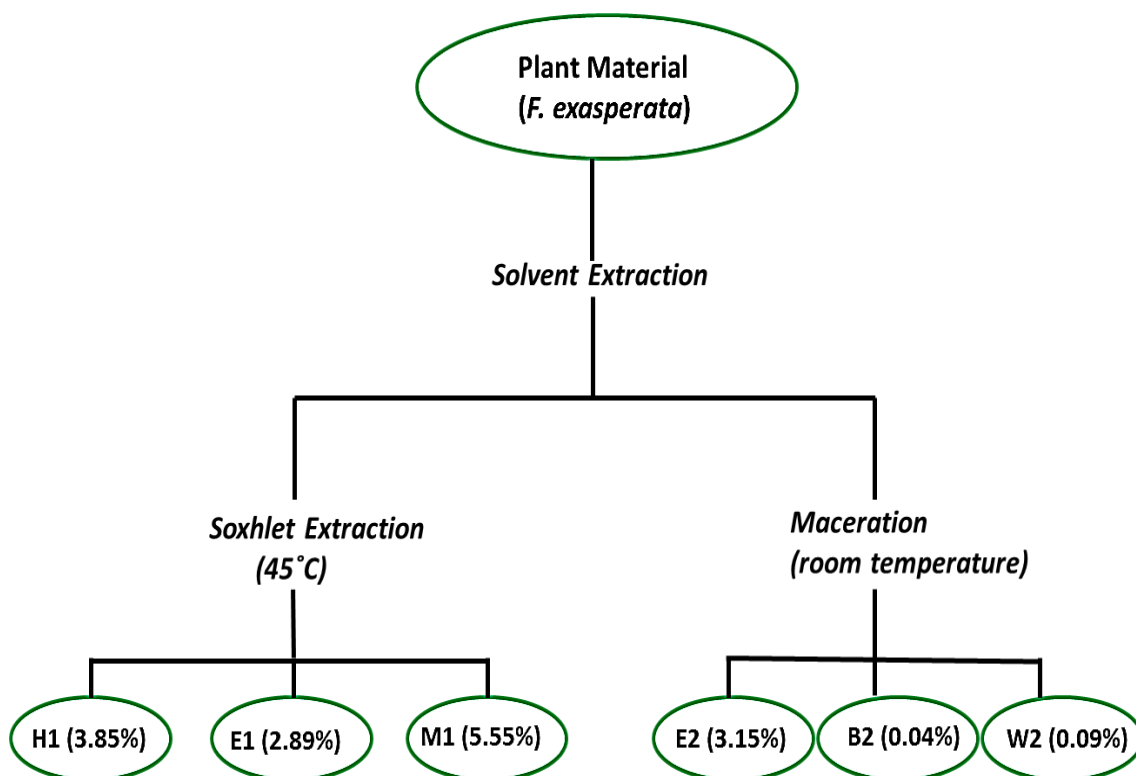 Plant Material
(F. exasperata)
Solvent Extraction
Soxhlet Extraction
(45˚C)
Maceration
(room temperature)
H1 (3.85%)
E1 (2.89%)
M1 (5.55%)
E2 (3.15%)
B2 (0.04%)
W2 (0.09%)